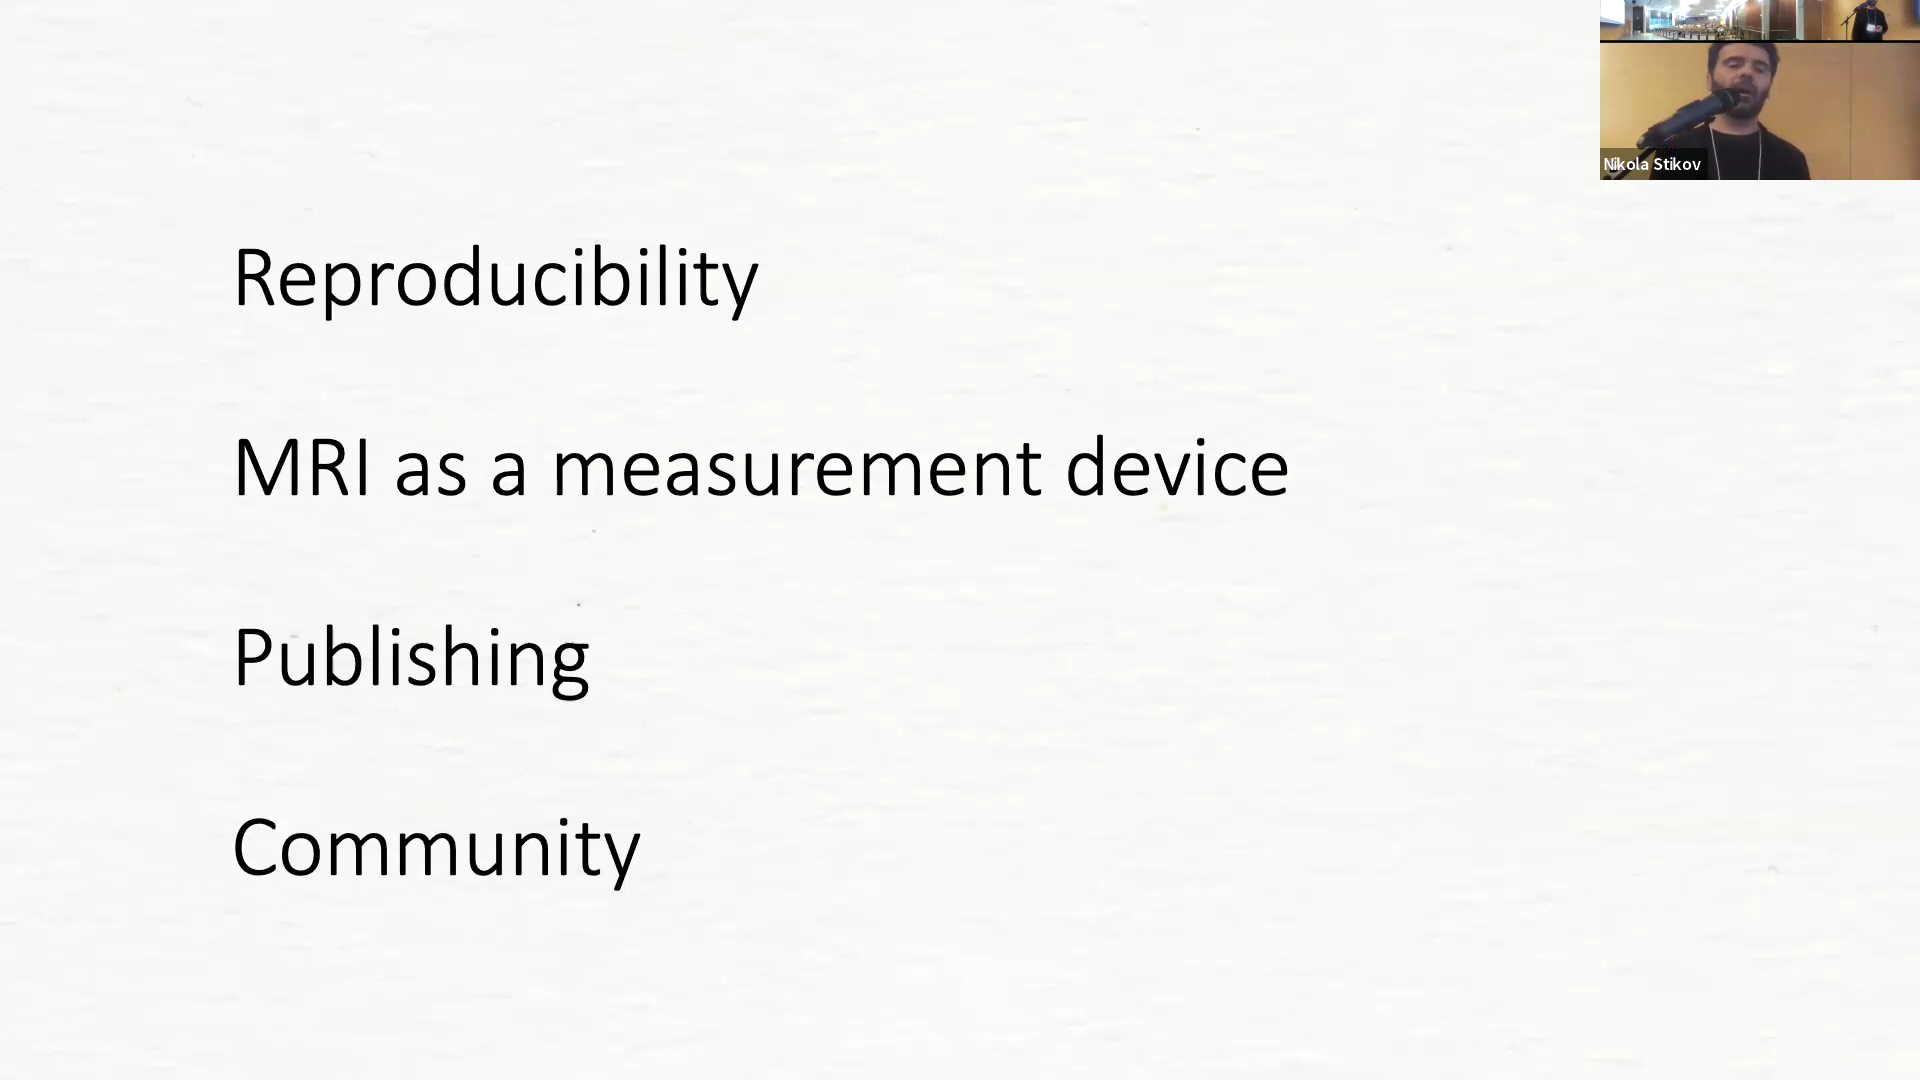 Nikola Stikov
Reproducibility
MRI as a measurement device
Publishing
Community